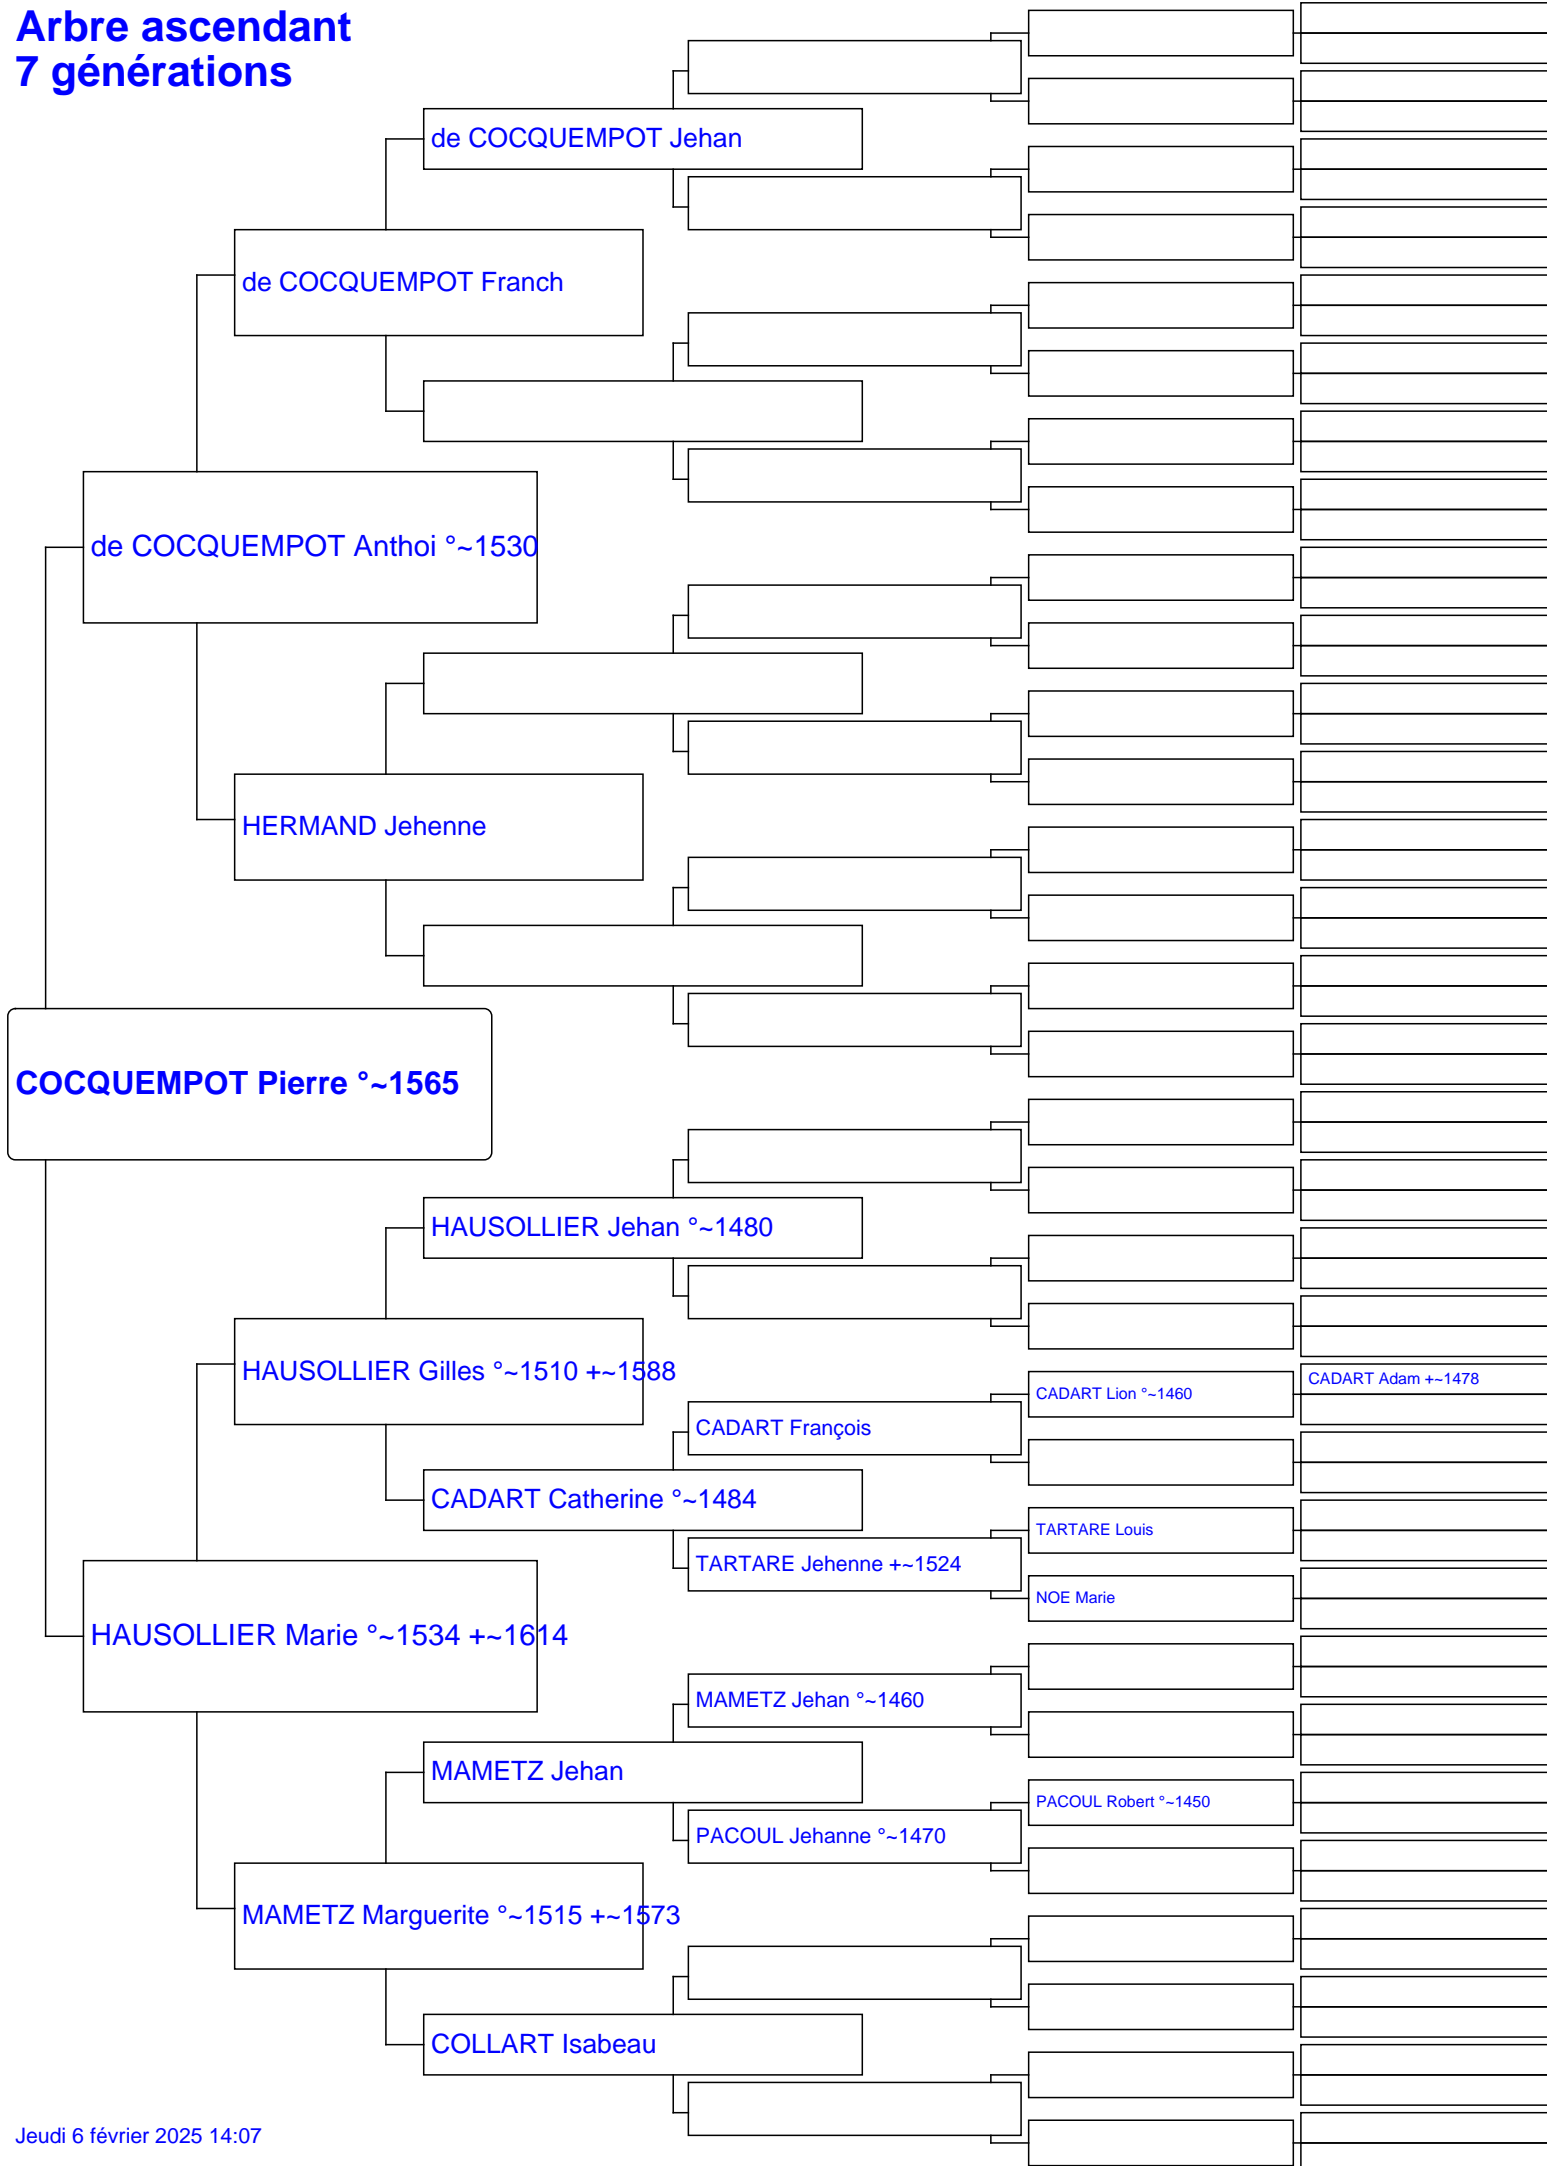 Arbre ascendant
7 générations
de COCQUEMPOT Jehan
de COCQUEMPOT Franch
de COCQUEMPOT Anthoi °~1530
HERMAND Jehenne
COCQUEMPOT Pierre °~1565
HAUSOLLIER Jehan °~1480
HAUSOLLIER Gilles °~1510 +~1588
CADART Adam +~1478
CADART Lion °~1460
CADART François
CADART Catherine °~1484
TARTARE Louis
TARTARE Jehenne +~1524
NOE Marie
HAUSOLLIER Marie °~1534 +~1614
MAMETZ Jehan °~1460
MAMETZ Jehan
PACOUL Robert °~1450
PACOUL Jehanne °~1470
MAMETZ Marguerite °~1515 +~1573
COLLART Isabeau
Jeudi 6 février 2025 14:07